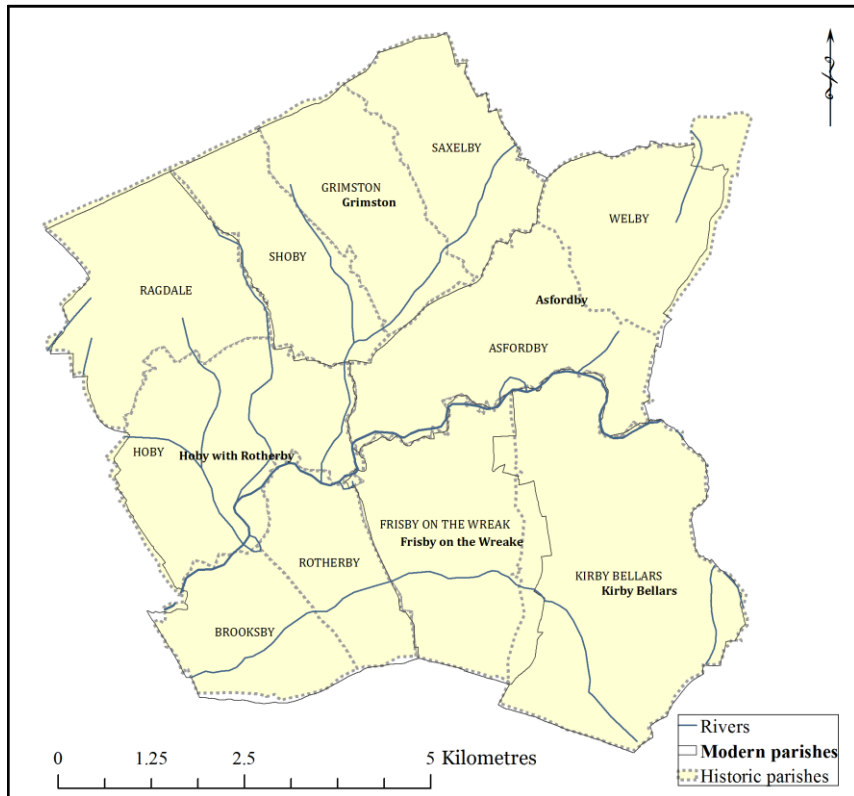 SAXELBY
GRIMSTON
Grimston
WELBY
SHOBY
RAGDALE
Asfordby
ASFORDBY
HOBY
Hoby with Rotherby
FRISBY ON THE WREAK
Frisby on the Wreake
ROTHERBY
KIRBY BELLARS
Kirby Bellars
BROOKSBY
Rivers
Modern parishes
Historic parishes
0 1.25 2.5 5 Kilometres